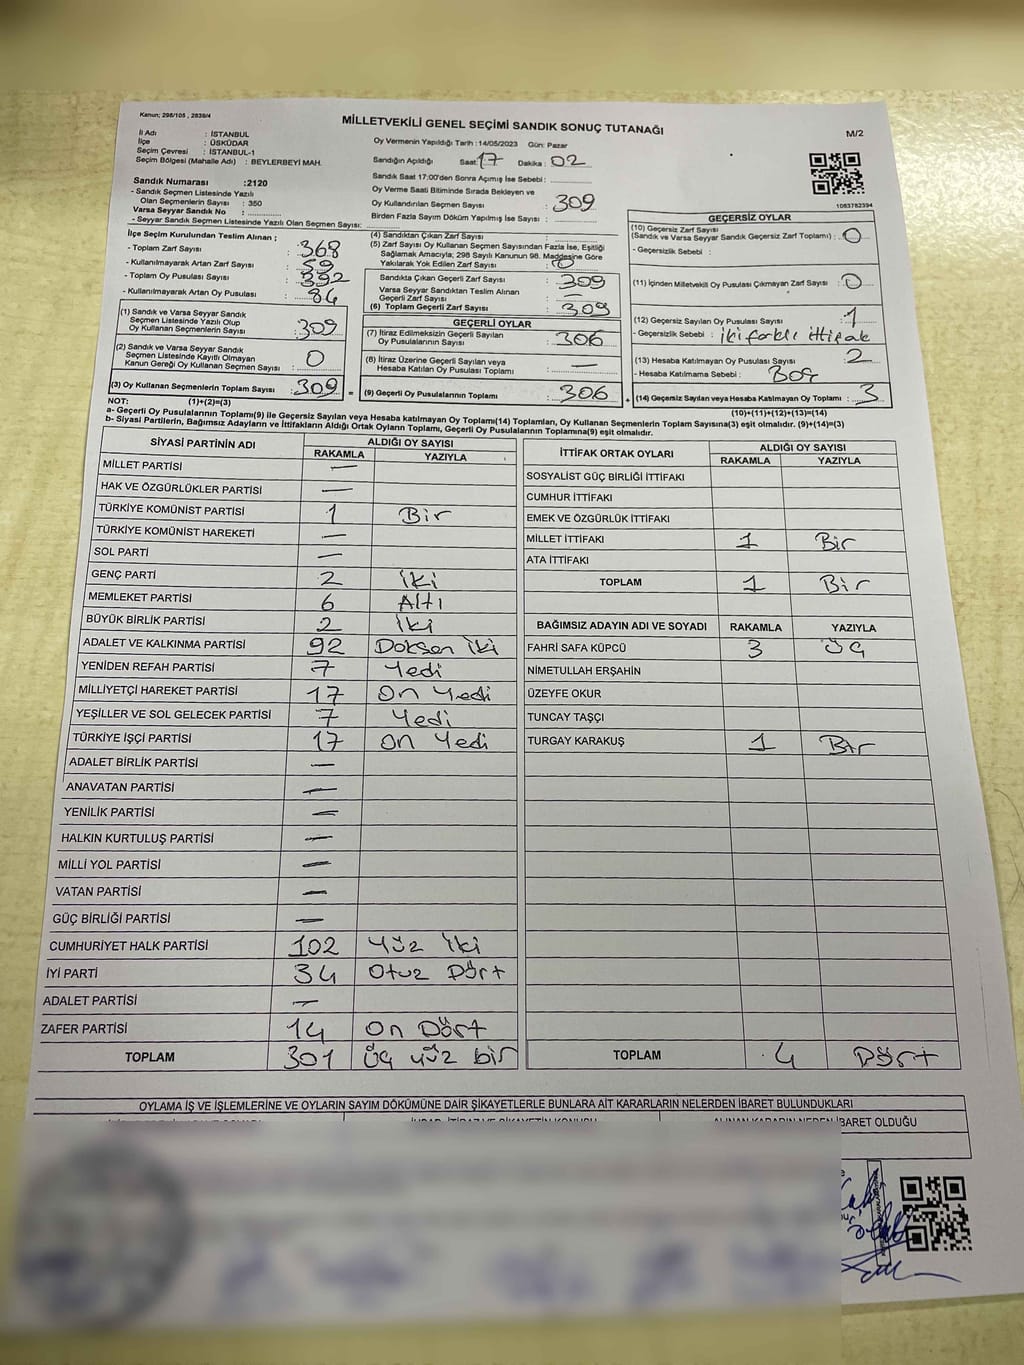 Kanun; 298/105 , 2839/4
MİLLETVEKİLİ GENEL SEÇİMİ SANDIK SONUÇ TUTANAĞI
M/2
İl Adı : İSTANBUL
İlçe : ÜSKÜDAR
Seçim Çevresi : İSTANBUL-1
Seçim Bölgesi (Mahalle Adı) : BEYLERBEYİ MAH.
Oy Vermenin Yapıldığı Tarih : 14/05/2023 Gün: Pazar
Sandığın Açıldığı Saat: 17 Dakika : 02
Sandık Saat 17:00'den Sonra Açımış İse Sebebi :
Oy Verme Saati Bitiminde Sırada Bekleyen ve
Oy Kullandırılan Seçmen Sayısı : 309
Birden Fazla Sayım Döküm Yapılmış İse Sayısı :
1083782394
Sandık Numarası :2120
- Sandık Seçmen Listesinde Yazılı
Olan Seçmenlerin Sayısı : 350
Varsa Seyyar Sandık No :
- Seyyar Sandık Seçmen Listesinde Yazılı Olan Seçmen Sayısı:
İlçe Seçim Kurulundan Teslim Alınan ;
- Toplam Zarf Sayısı : 368
- Kullanılmayarak Artan Zarf Sayısı : 59
- Toplam Oy Pusulası Sayısı : 392
- Kullanılmayarak Artan Oy Pusulası : 84
(1) Sandık ve Varsa Seyyar Sandık
Seçmen Listesinde Yazılı Olup
Oy Kullanan Seçmenlerin Sayısı : 309
(2) Sandık ve Varsa Seyyar Sandık
Seçmen Listesinde Kayıtlı Olmayan
Kanun Gereği Oy Kullanan Seçmen Sayısı : 0
(3) Oy Kullanan Seçmenlerin Toplam Sayısı : 309
(4) Sandıktan Çıkan Zarf Sayısı :
(5) Zarf Sayısı Oy Kullanan Seçmen Sayısından Fazla İse, Eşitliği
Sağlamak Amacıyla; 298 Sayılı Kanunun 98. Maddesine Göre
Yakılarak Yok Edilen Zarf Sayısı : 0
Sandıkta Çıkan Geçerli Zarf Sayısı : 309
Varsa Seyyar Sandıktan Teslim Alınan
Geçerli Zarf Sayısı : —
(6) Toplam Geçerli Zarf Sayısı : 309
GEÇERLİ OYLAR
(7) İtiraz Edilmeksizin Geçerli Sayılan
Oy Pusulalarının Sayısı : 306
(8) İtiraz Üzerine Geçerli Sayılan veya
Hesaba Katılan Oy Pusulası Toplamı : —
= (9) Geçerli Oy Pusulalarının Toplamı : 306
GEÇERSİZ OYLAR
(10) Geçersiz Zarf Sayısı
(Sandık ve Varsa Seyyar Sandık Geçersiz Zarf Toplamı) : 0
- Geçersizlik Sebebi :
(11) İçinden Milletvekili Oy Pusulası Çıkmayan Zarf Sayısı : 0
(12) Geçersiz Sayılan Oy Pusulası Sayısı : 1
- Geçersizlik Sebebi : İki farklı ittifak
(13) Hesaba Katılmayan Oy Pusulası Sayısı : 2
- Hesaba Katılmama Sebebi :
+ (14) Geçersiz Sayılan veya Hesaba Katılmayan Oy Toplamı : 3
NOT: (1)+(2)=(3)
(10)+(11)+(12)+(13)=(14)
a- Geçerli Oy Pusulalarının Toplamı(9) ile Geçersiz Sayılan veya Hesaba katılmayan Oy Toplamı(14) Toplamları, Oy Kullanan Seçmenlerin Toplam Sayısına(3) eşit olmalıdır. (9)+(14)=(3)
b- Siyasi Partilerin, Bağımsız Adayların ve İttifakların Aldığı Ortak Oyların Toplamı, Geçerli Oy Pusulalarının Toplamına(9) eşit olmalıdır.
SİYASİ PARTİNİN ADI ALDIĞI OY SAYISI
RAKAMLA YAZIYLA
MİLLET PARTİSİ —
HAK VE ÖZGÜRLÜKLER PARTİSİ —
TÜRKİYE KOMÜNİST PARTİSİ 1 Bir
TÜRKİYE KOMÜNİST HAREKETİ —
SOL PARTİ —
GENÇ PARTİ 2 İki
MEMLEKET PARTİSİ 6 Altı
BÜYÜK BİRLİK PARTİSİ 2 İki
ADALET VE KALKINMA PARTİSİ 92 Doksan iki
YENİDEN REFAH PARTİSİ 7 Yedi
MİLLİYETÇİ HAREKET PARTİSİ 17 On Yedi
YEŞİLLER VE SOL GELECEK PARTİSİ 7 Yedi
TÜRKİYE İŞÇİ PARTİSİ 17 On Yedi
ADALET BİRLİK PARTİSİ —
ANAVATAN PARTİSİ —
YENİLİK PARTİSİ —
HALKIN KURTULUŞ PARTİSİ —
MİLLİ YOL PARTİSİ —
VATAN PARTİSİ —
GÜÇ BİRLİĞİ PARTİSİ —
CUMHURİYET HALK PARTİSİ 102 Yüz İki
İYİ PARTİ 34 Otuz Dört
ADALET PARTİSİ —
ZAFER PARTİSİ 14 On Dört
TOPLAM 301 Üç yüz bir
İTTİFAK ORTAK OYLARI ALDIĞI OY SAYISI
RAKAMLA YAZIYLA
SOSYALİST GÜÇ BİRLİĞİ İTTİFAKI
CUMHUR İTTİFAKI
EMEK VE ÖZGÜRLÜK İTTİFAKI
MİLLET İTTİFAKI 1 Bir
ATA İTTİFAKI
TOPLAM 1 Bir
BAĞIMSIZ ADAYIN ADI VE SOYADI RAKAMLA YAZIYLA
FAHRİ SAFA KÜPCÜ 3 Üç
NİMETULLAH ERŞAHİN
ÜZEYFE OKUR
TUNCAY TAŞÇI
TURGAY KARAKUŞ 1 Bir
TOPLAM 4 Dört
OYLAMA İŞ VE İŞLEMLERİNE VE OYLARIN SAYIM DÖKÜMÜNE DAİR ŞİKAYETLERLE BUNLARA AİT KARARLARIN NELERDEN İBARET BULUNDUKLARI
ALINAN KARARIN NEDEN İBARET OLDUĞU